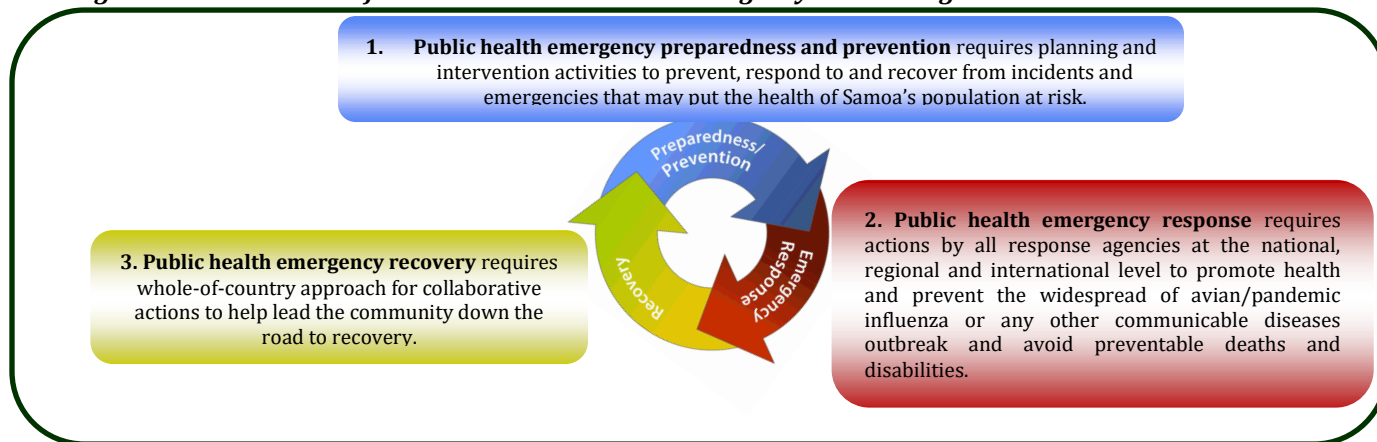 1. Public health emergency preparedness and prevention requires planning and
intervention activities to prevent, respond to and recover from incidents and
emergencies that may put the health of Samoa's population at risk.
Preparedness/
Prevention
2. Public health emergency response requires
actions by all response agencies at the national,
regional and international level to promote health
and prevent the widespread of avian/pandemic
influenza or any other communicable diseases
outbreak and avoid preventable deaths and
disabilities.
Emergency
Response
3. Public health emergency recovery requires
whole-of-country approach for collaborative
actions to help lead the community down the
road to recovery.
Recovery